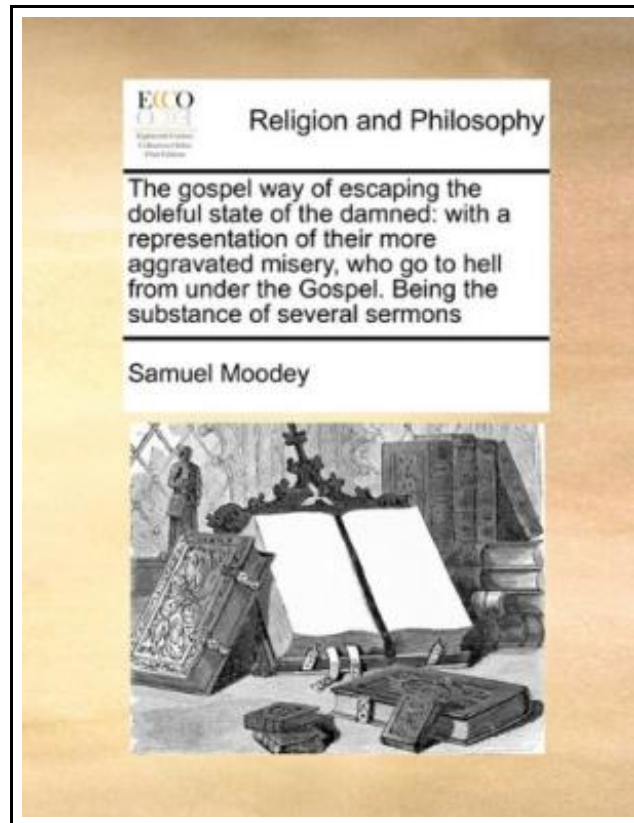 ECCO
Religion and Philosophy
The gospel way of escaping the
doleful state of the damned: with a
representation of their more
aggravated misery, who go to hell
from under the Gospel. Being the
substance of several sermons
Samuel Moodey